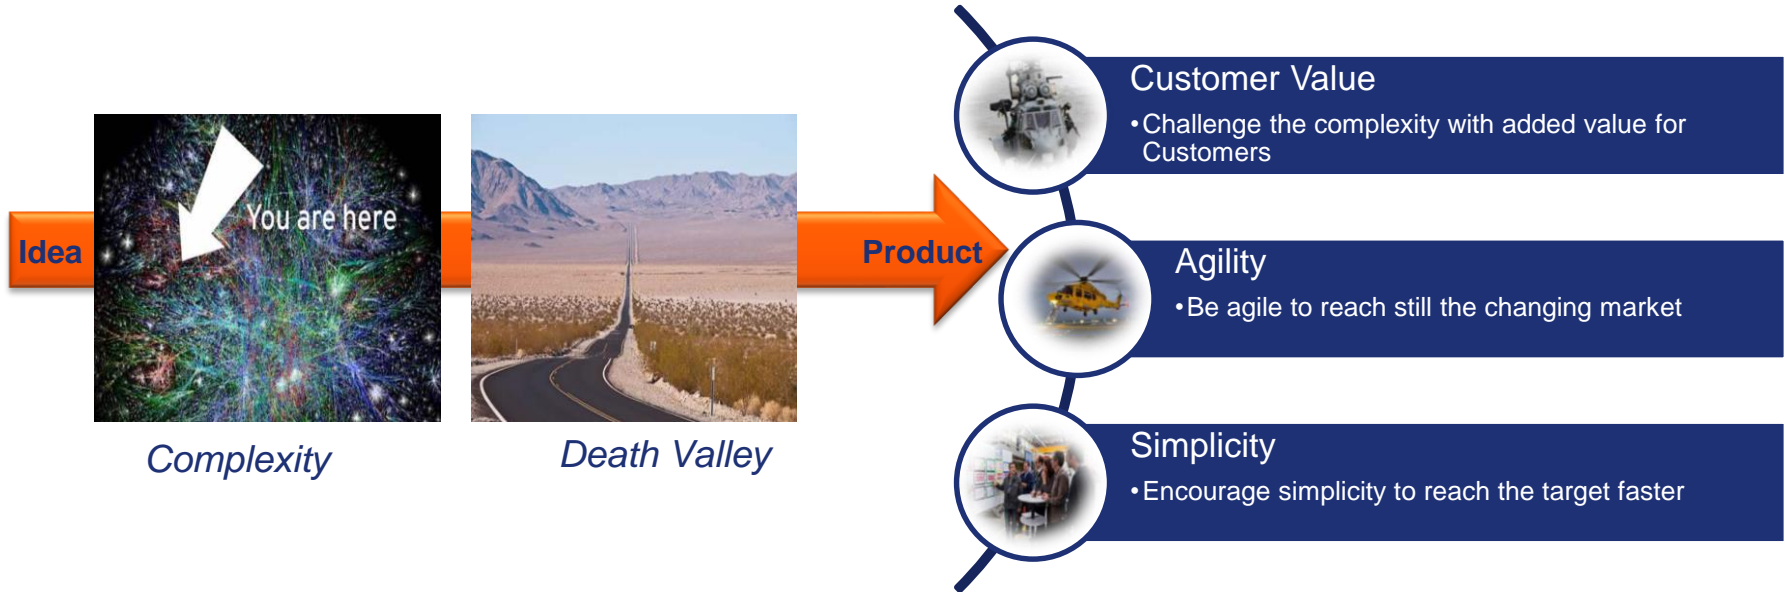 Idea
You are here
Complexity
Death Valley
Product
Customer Value
•Challenge the complexity with added value for
Customers
Agility
•Be agile to reach still the changing market
Simplicity
•Encourage simplicity to reach the target faster